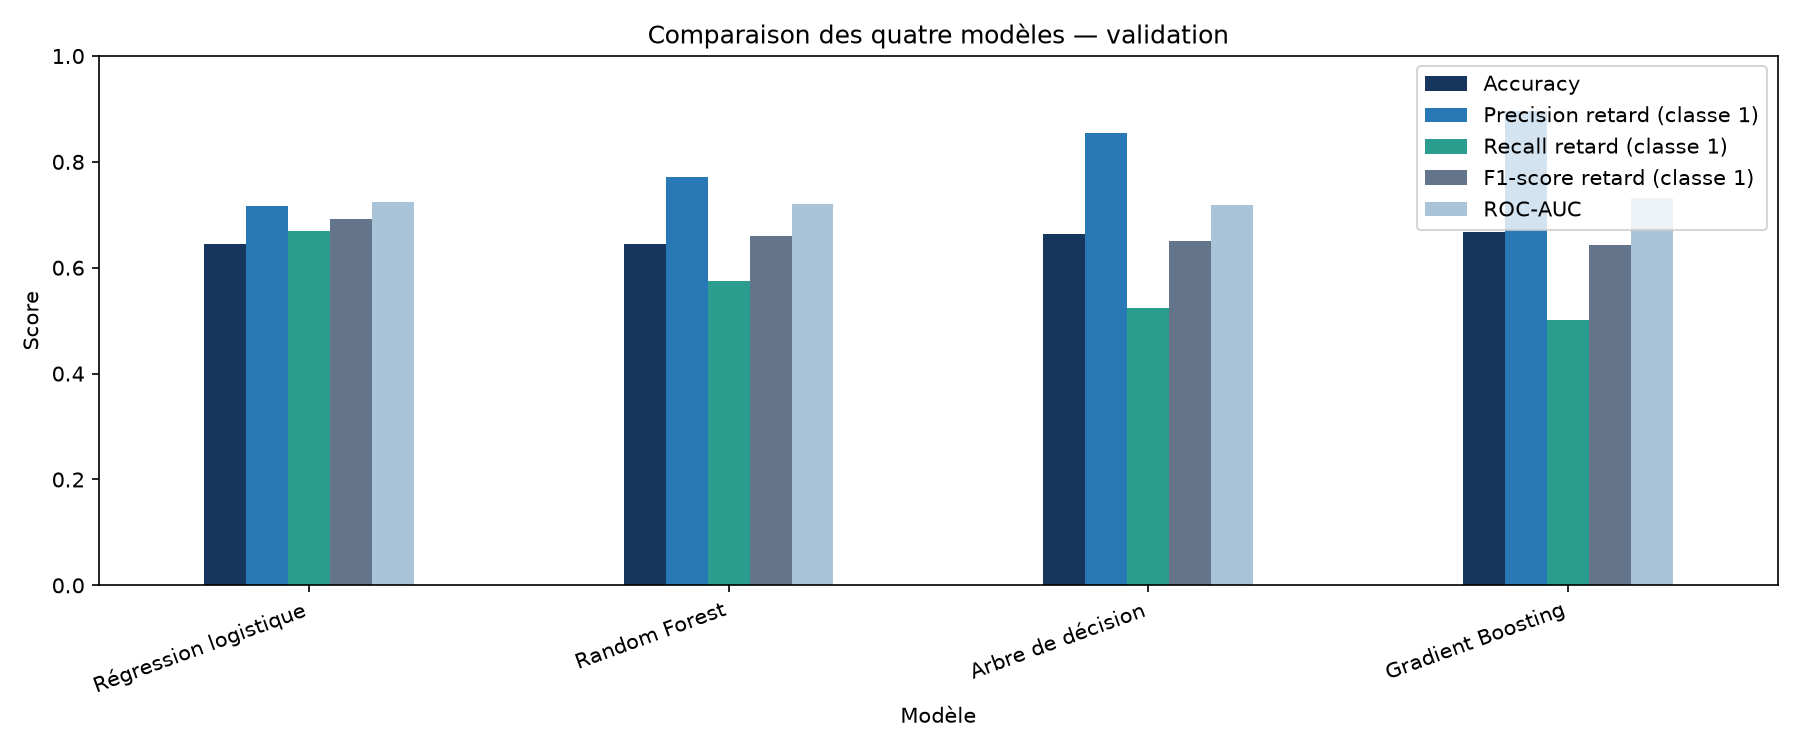 Comparaison des quatre modèles — validation
1.0
0.8
0.6
0.4
0.2
0.0
Score
Accuracy
Precision retard (classe 1)
Recall retard (classe 1)
F1-score retard (classe 1)
ROC-AUC
Régression logistique
Random Forest
Arbre de décision
Gradient Boosting
Modèle